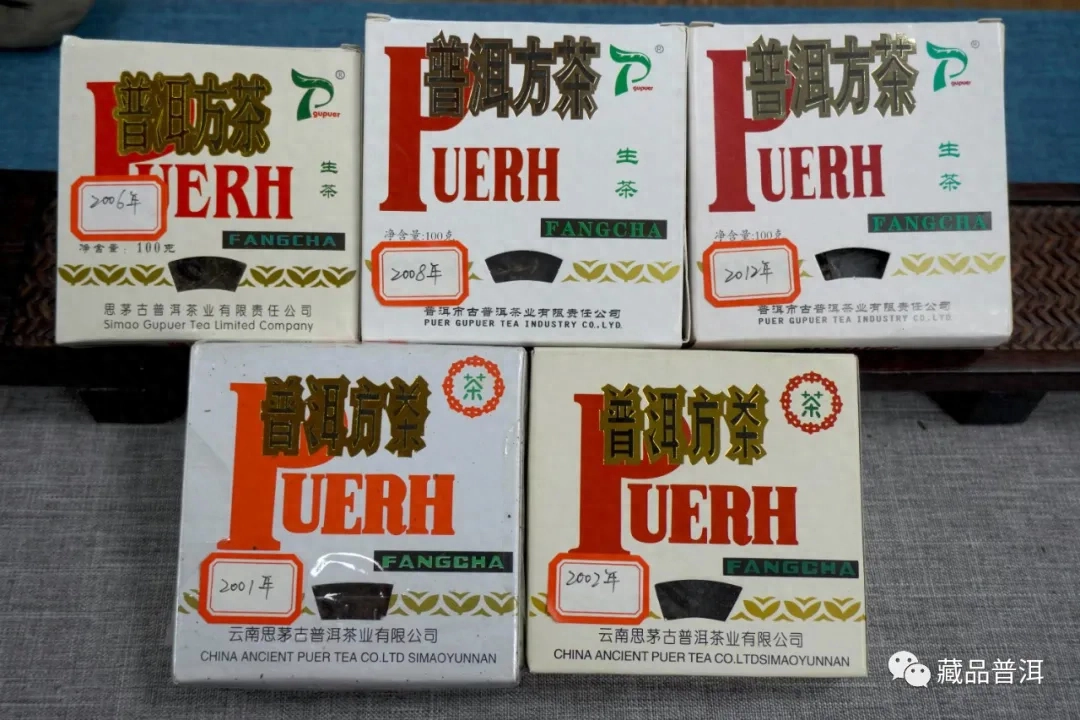 普洱方茶
®
gupuer
PUERH
生茶
2006年
FANGCHA
净含量:100克
思茅古普洱茶业有限责任公司
Simao Gupuer Tea Limited Company
普洱方茶
®
gupuer
PUERH
生茶
FANGCHA
净含量:100克
2008年
普洱市古普洱茶业有限责任公司
PUER GUPUER TEA INDUSTRY CO.,LYD.
普洱方茶
®
gupuer
PUERH
生茶
FANGCHA
净含量:100克
2012年
普洱市古普洱茶业有限责任公司
PUER GUPUER TEA INDUSTRY CO.,LYD.
普洱方茶
茶
PUERH
FANGCHA
2001年
云南思茅古普洱茶业有限公司
CHINA ANCIENT PUER TEA CO.LTD SIMAOYUNNAN
普洱方茶
茶
PUERH
FANGCHA
2002年
云南思茅古普洱茶业有限公司
CHINA ANCIENT PUER TEA CO.LTDSIMAOYUNNAN
藏品普洱